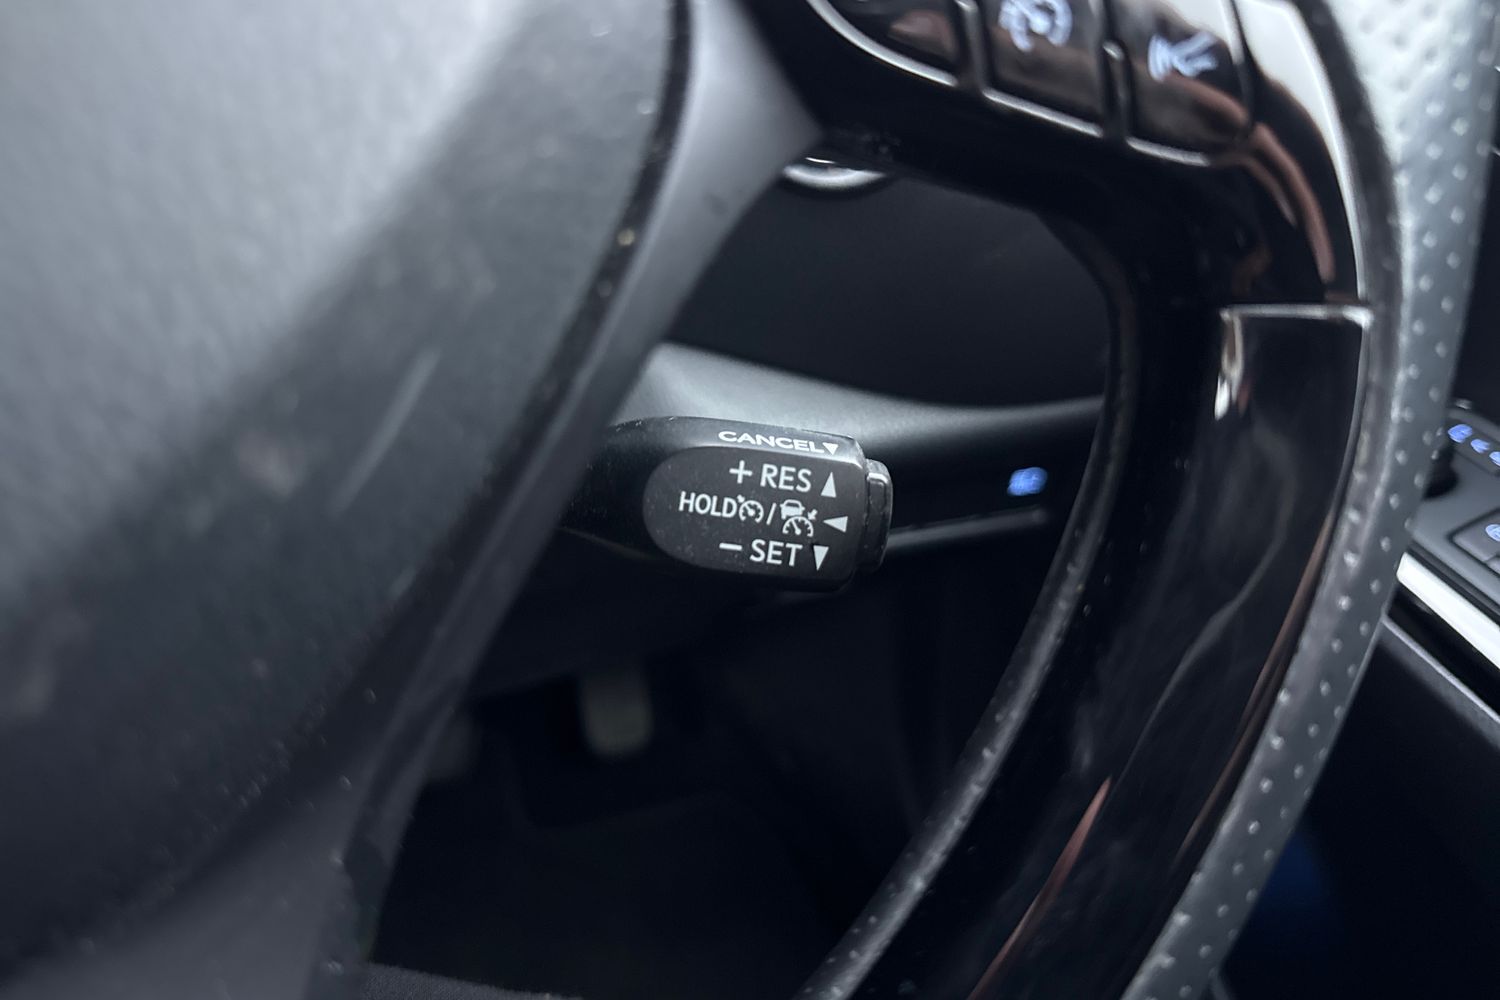 CANCEL▼
+ RES ▲
HOLD / ◄
− SET ▼